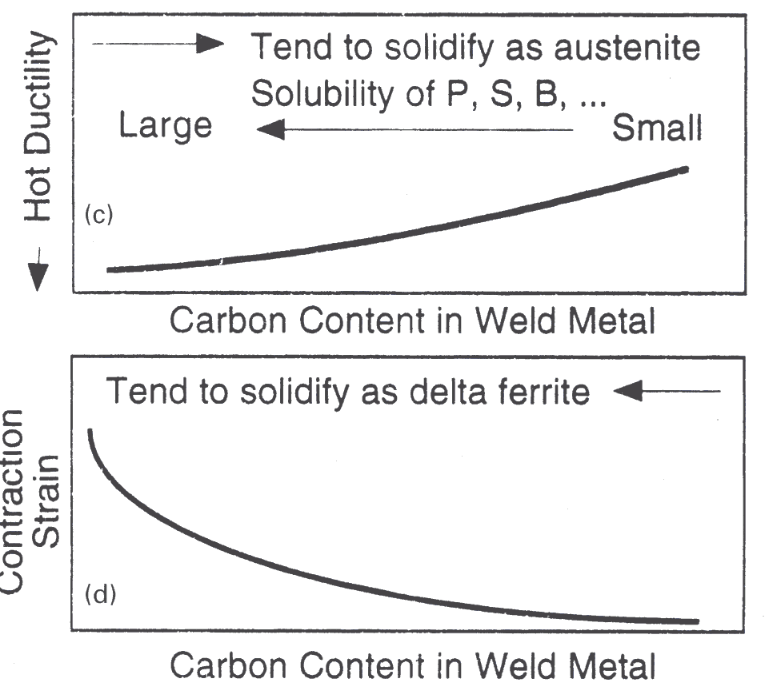 Tend to solidify as austenite
Solubility of P, S, B, ...
Large
Small
Hot Ductility
(c)
Carbon Content in Weld Metal
Tend to solidify as delta ferrite
Contraction
Strain
(d)
Carbon Content in Weld Metal